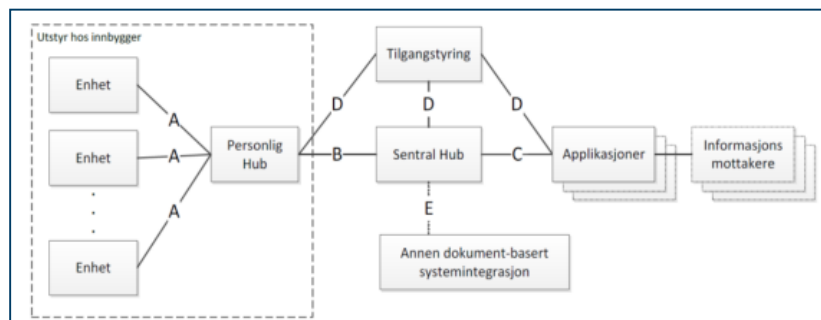 Utstyr hos innbygger
Enhet
Enhet
.
.
.
Enhet
A
A
A
Personlig
Hub
D
B
Tilgangstyring
D
Sentral Hub
E
Annen dokument-basert
systemintegrasjon
D
C
Applikasjoner
Informasjons
mottakere